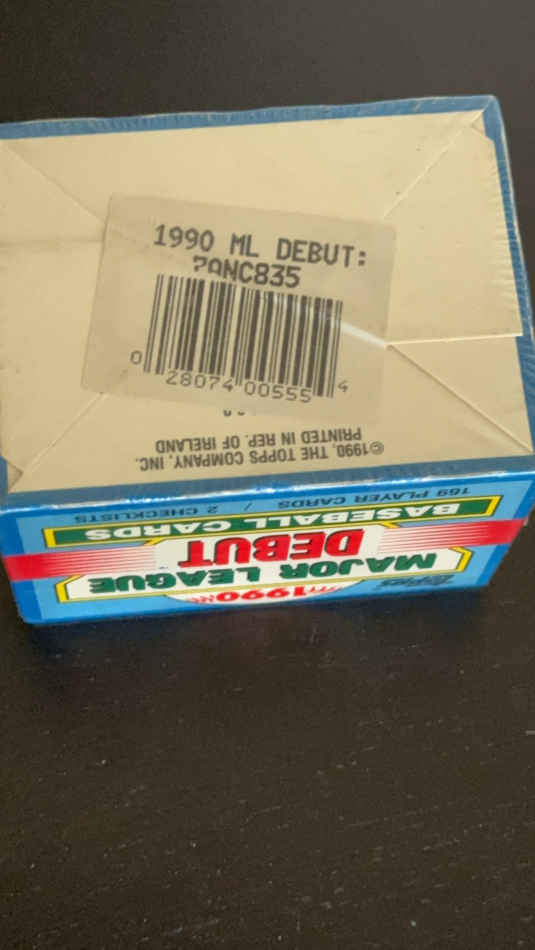 1990 ML DEBUT:
0 28074 00555 4
©1990, THE TOPPS COMPANY, INC.
PRINTED IN REP. OF IRELAND
169 PLAYER CARDS / 2 CHECKLISTS
BASEBALL CARDS
DEBUT
MAJOR LEAGUE
Topps
1990